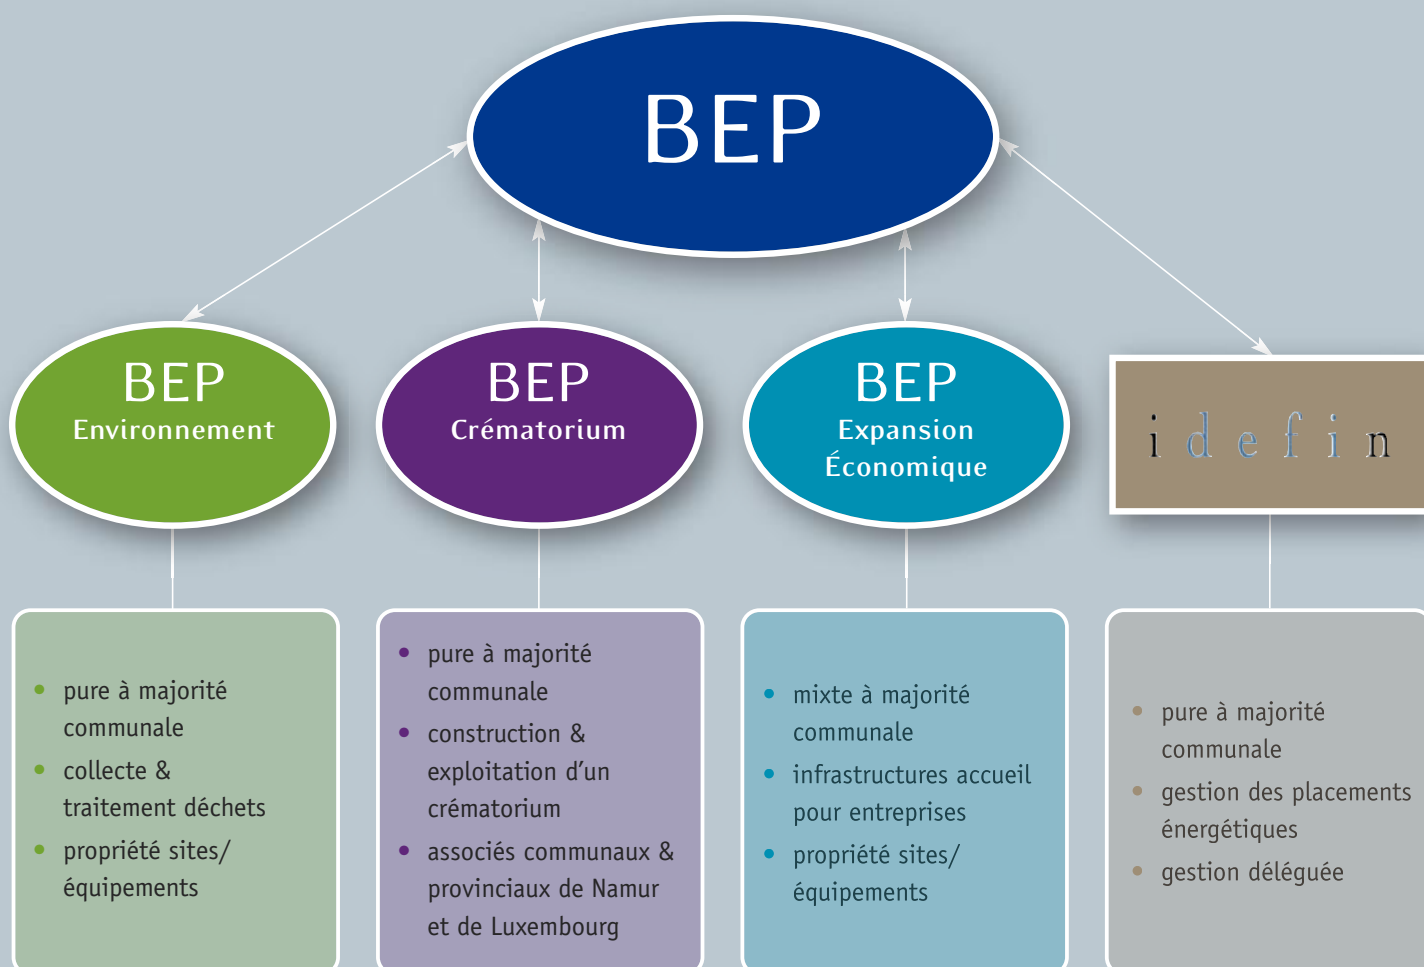 BEP
BEP
Environnement
BEP
Crématorium
BEP
Expansion
Économique
idefin
• pure à majorité
communale
• collecte &
traitement déchets
• propriété sites/
équipements
• pure à majorité
communale
• construction &
exploitation d’un
crématorium
• associés communaux &
provinciaux de Namur
et de Luxembourg
• mixte à majorité
communale
• infrastructures accueil
pour entreprises
• propriété sites/
équipements
• pure à majorité
communale
• gestion des placements
énergétiques
• gestion déléguée